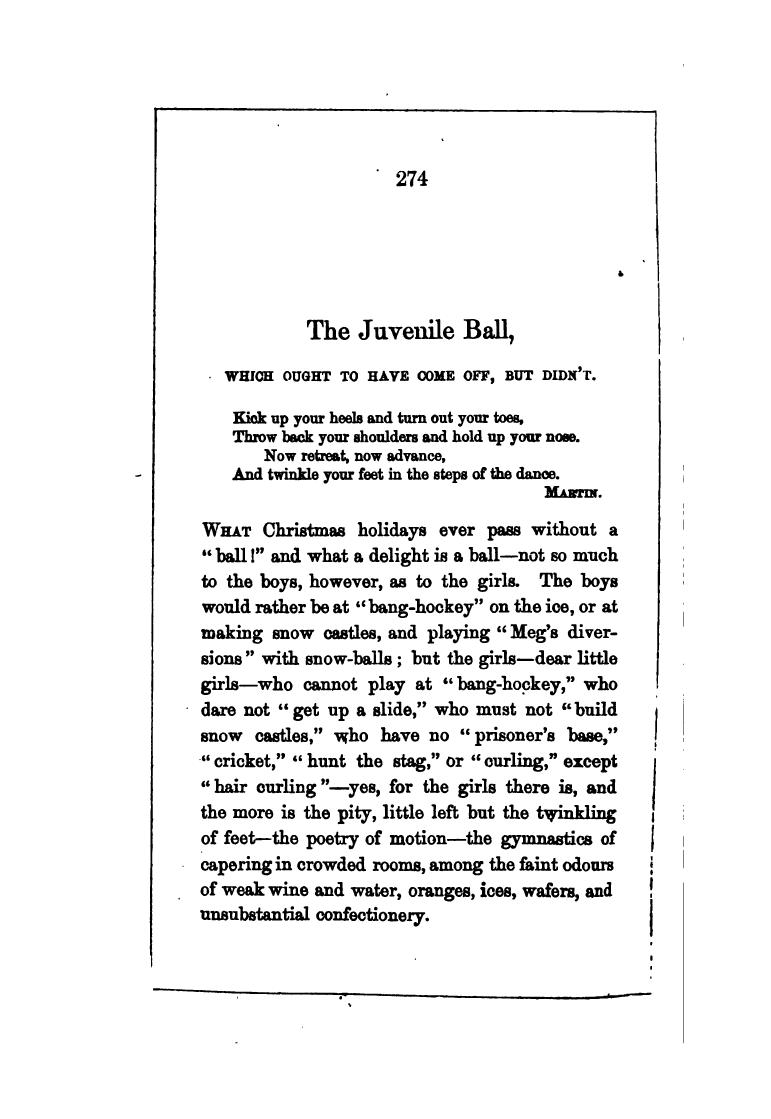 274
The Juvenile Ball,
WHICH OUGHT TO HAVE COME OFF, BUT DIDN'T.
Kick up your heels and turn out your toes,
Throw back your shoulders and hold up your nose.
Now retreat, now advance,
And twinkle your feet in the steps of the dance.
MARTIN.
WHAT Christmas holidays ever pass without a
“ball!” and what a delight is a ball—not so much
to the boys, however, as to the girls. The boys
would rather be at “bang-hockey” on the ice, or at
making snow castles, and playing “Meg's diver-
sions” with snow-balls; but the girls—dear little
girls—who cannot play at “bang-hockey,” who
dare not “get up a slide,” who must not “build
snow castles,” who have no “prisoner's base,”
“cricket,” “hunt the stag,” or “curling,” except
“hair curling”—yes, for the girls there is, and
the more is the pity, little left but the twinkling
of feet—the poetry of motion—the gymnastics of
capering in crowded rooms, among the faint odours
of weak wine and water, oranges, ices, wafers, and
unsubstantial confectionery.